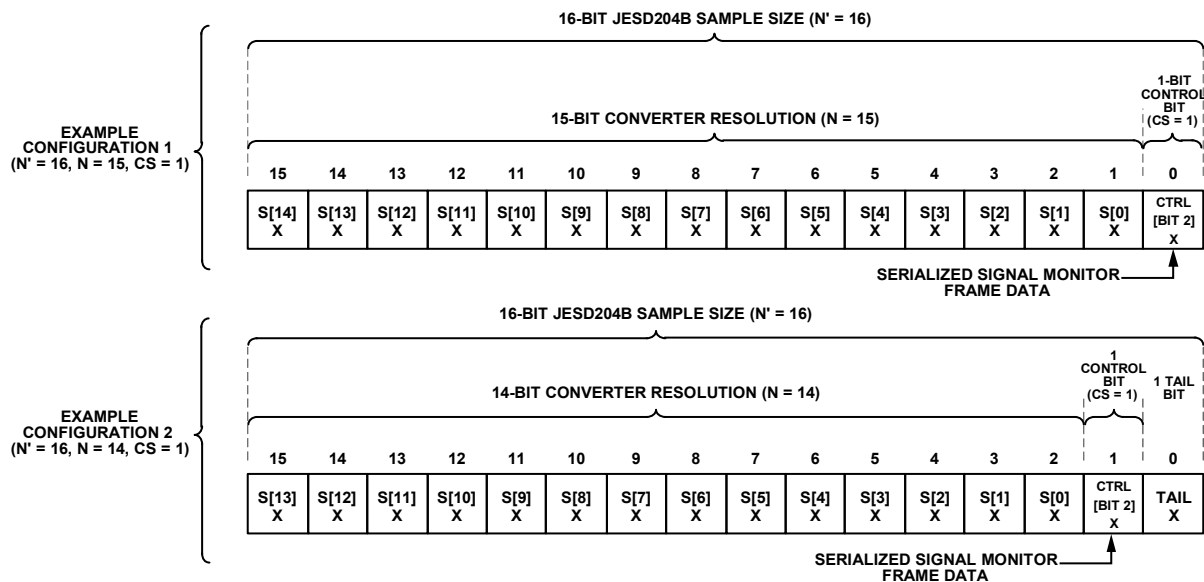 16-BIT JESD204B SAMPLE SIZE (N' = 16)
1-BIT
CONTROL
BIT
(CS = 1)
15-BIT CONVERTER RESOLUTION (N = 15)
EXAMPLE
CONFIGURATION 1
(N' = 16, N = 15, CS = 1)
15 14 13 12 11 10 9 8 7 6 5 4 3 2 1 0
S[14] S[13] S[12] S[11] S[10] S[9] S[8] S[7] S[6] S[5] S[4] S[3] S[2] S[1] S[0] CTRL
[BIT 2]
X X X X X X X X X X X X X X X X
SERIALIZED SIGNAL MONITOR
FRAME DATA
16-BIT JESD204B SAMPLE SIZE (N' = 16)
1
CONTROL
BIT
(CS = 1)
1 TAIL
BIT
14-BIT CONVERTER RESOLUTION (N = 14)
EXAMPLE
CONFIGURATION 2
(N' = 16, N = 14, CS = 1)
15 14 13 12 11 10 9 8 7 6 5 4 3 2 1 0
S[13] S[12] S[11] S[10] S[9] S[8] S[7] S[6] S[5] S[4] S[3] S[2] S[1] S[0] CTRL TAIL
[BIT 2]
X X X X X X X X X X X X X X X X
SERIALIZED SIGNAL MONITOR
FRAME DATA